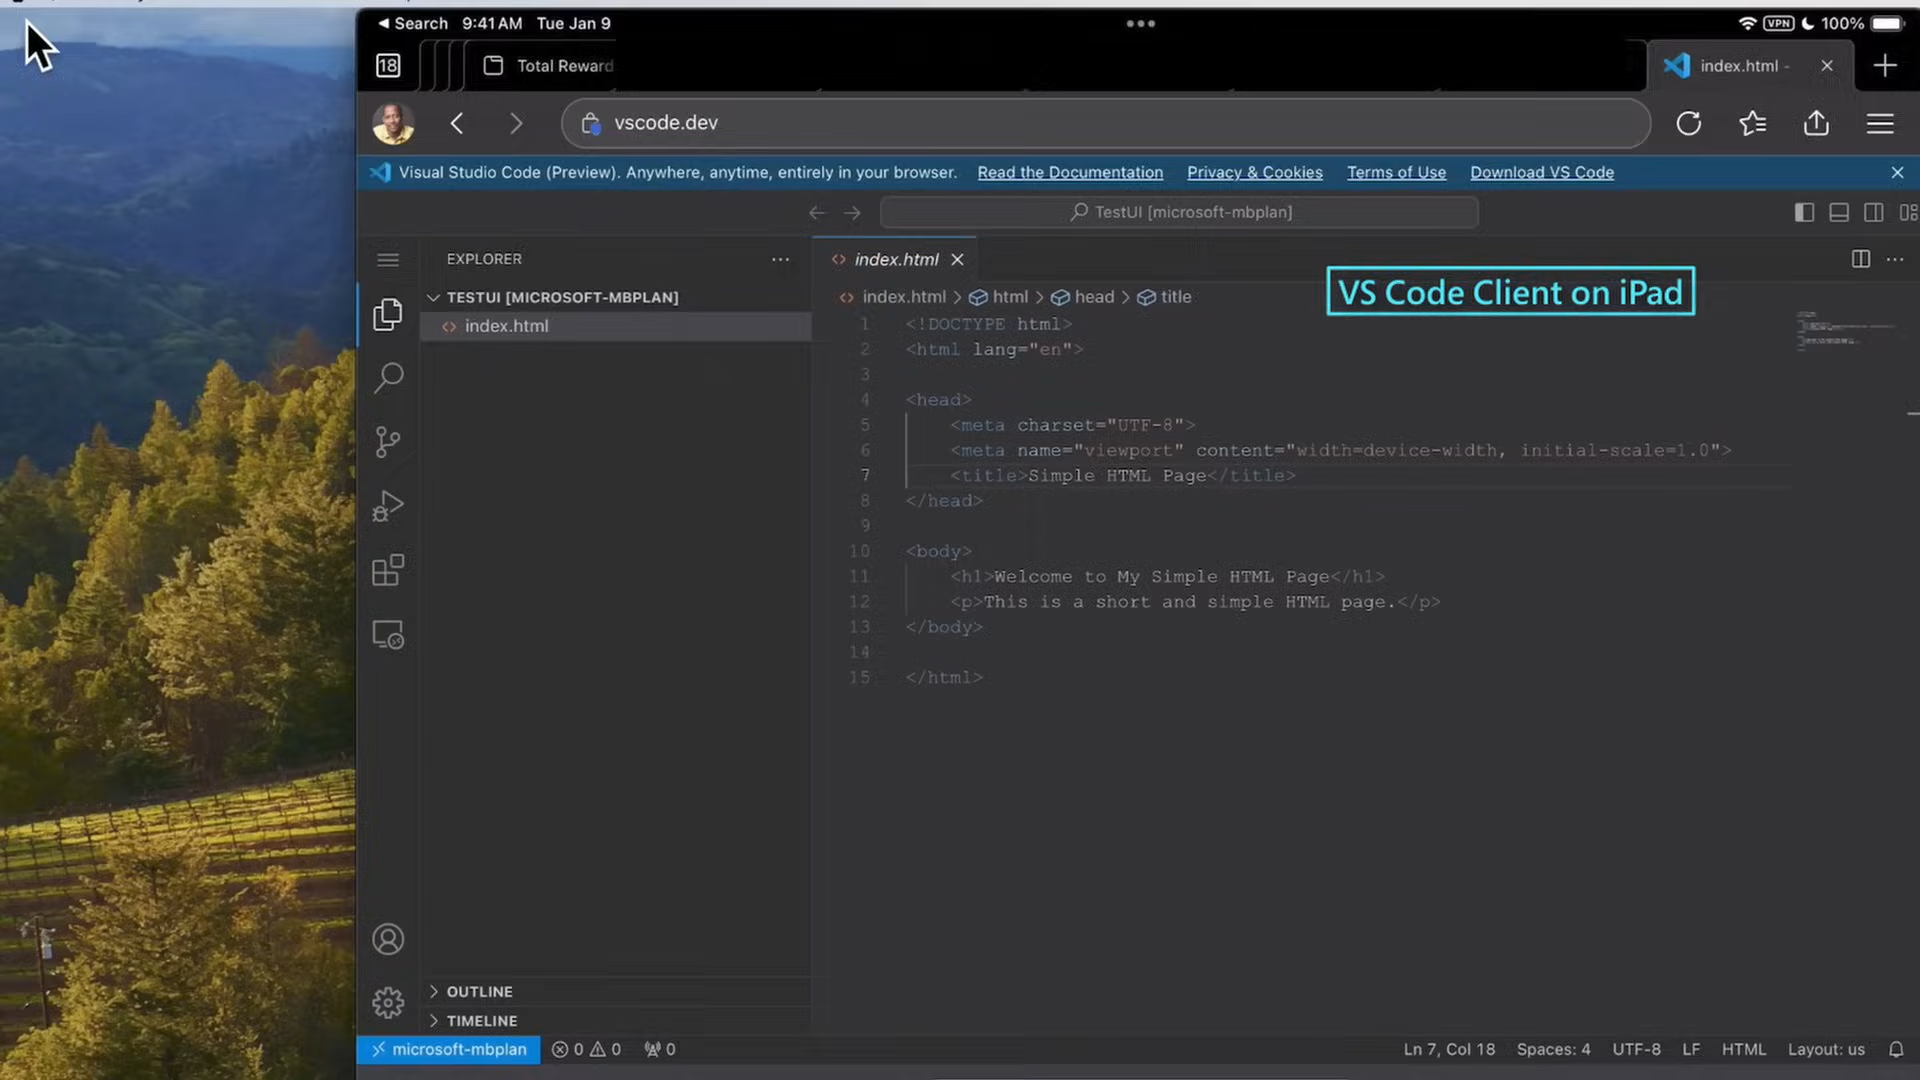 Search 9:41 AM Tue Jan 9
VPN 100%
18 Total Reward index.html -
vscode.dev
Visual Studio Code (Preview). Anywhere, anytime, entirely in your browser. Read the Documentation Privacy & Cookies Terms of Use Download VS Code
TestUI [microsoft-mbplan]
EXPLORER
TESTUI [MICROSOFT-MBPLAN]
index.html
index.html
VS Code Client on iPad
index.html > html > head > title
1 <!DOCTYPE html>
2 <html lang="en">
3
4 <head>
5 <meta charset="UTF-8">
6 <meta name="viewport" content="width=device-width, initial-scale=1.0">
7 <title>Simple HTML Page</title>
8 </head>
9
10 <body>
11 <h1>Welcome to My Simple HTML Page</h1>
12 <p>This is a short and simple HTML page.</p>
13 </body>
14
15 </html>
OUTLINE
TIMELINE
microsoft-mbplan 0 0 0 Ln 7, Col 18 Spaces: 4 UTF-8 LF HTML Layout: us